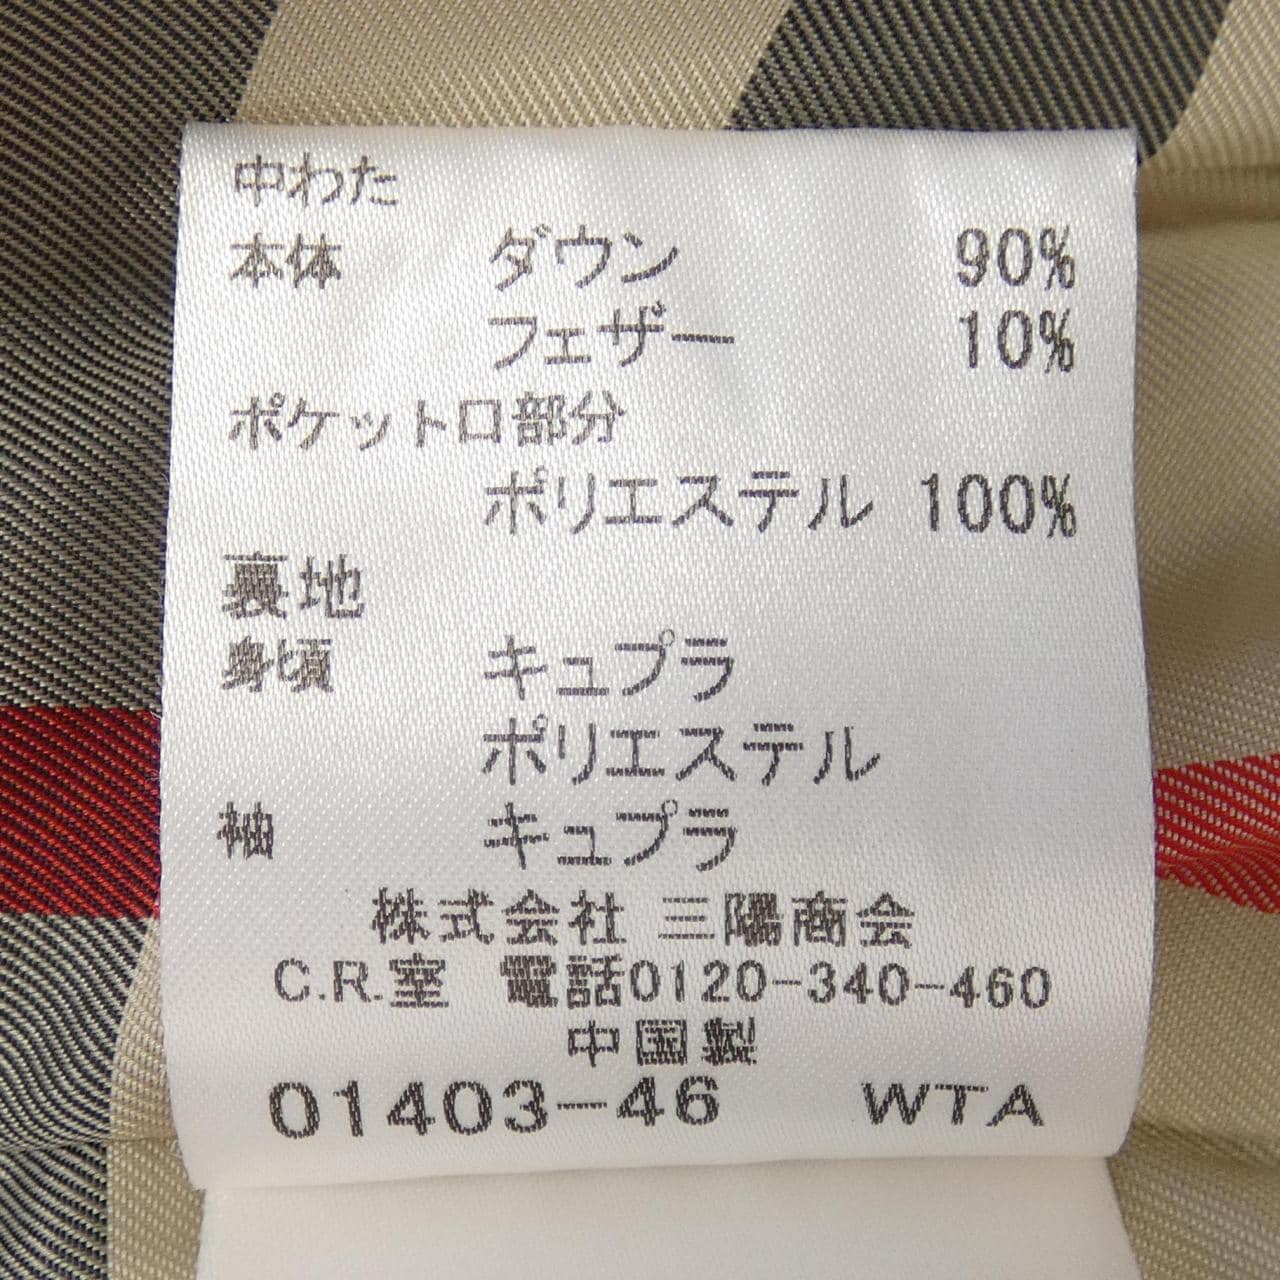 中わた
本体 ダウン 90%
フェザー 10%
ポケット口部分
ポリエステル 100%
裏地
身頃 キュプラ
ポリエステル
袖 キュプラ
株式会社 三陽商会
C.R.室 電話0120-340-460
中国製
01403-46 WTA